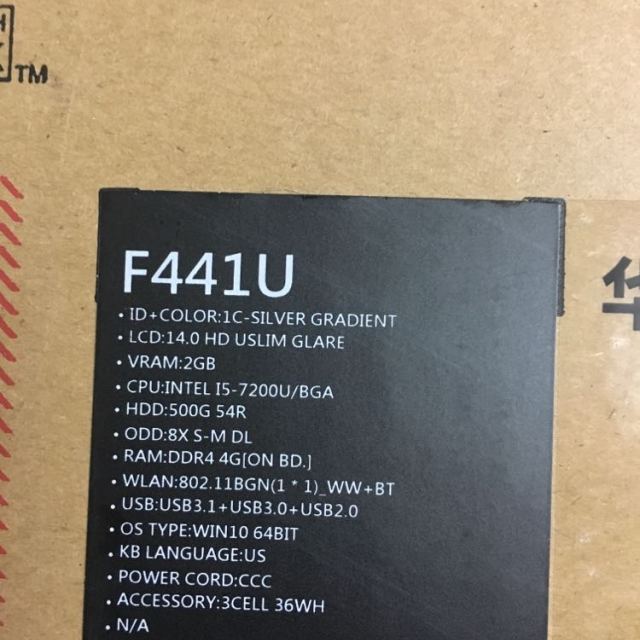 TM
F441U
• ID+COLOR:1C-SILVER GRADIENT
• LCD:14.0 HD USLIM GLARE
• VRAM:2GB
• CPU:INTEL I5-7200U/BGA
• HDD:500G 54R
• ODD:8X S-M DL
• RAM:DDR4 4G[ON BD.]
• WLAN:802.11BGN(1 * 1)_WW+BT
• USB:USB3.1+USB3.0+USB2.0
• OS TYPE:WIN10 64BIT
• KB LANGUAGE:US
• POWER CORD:CCC
• ACCESSORY:3CELL 36WH
• N/A
华